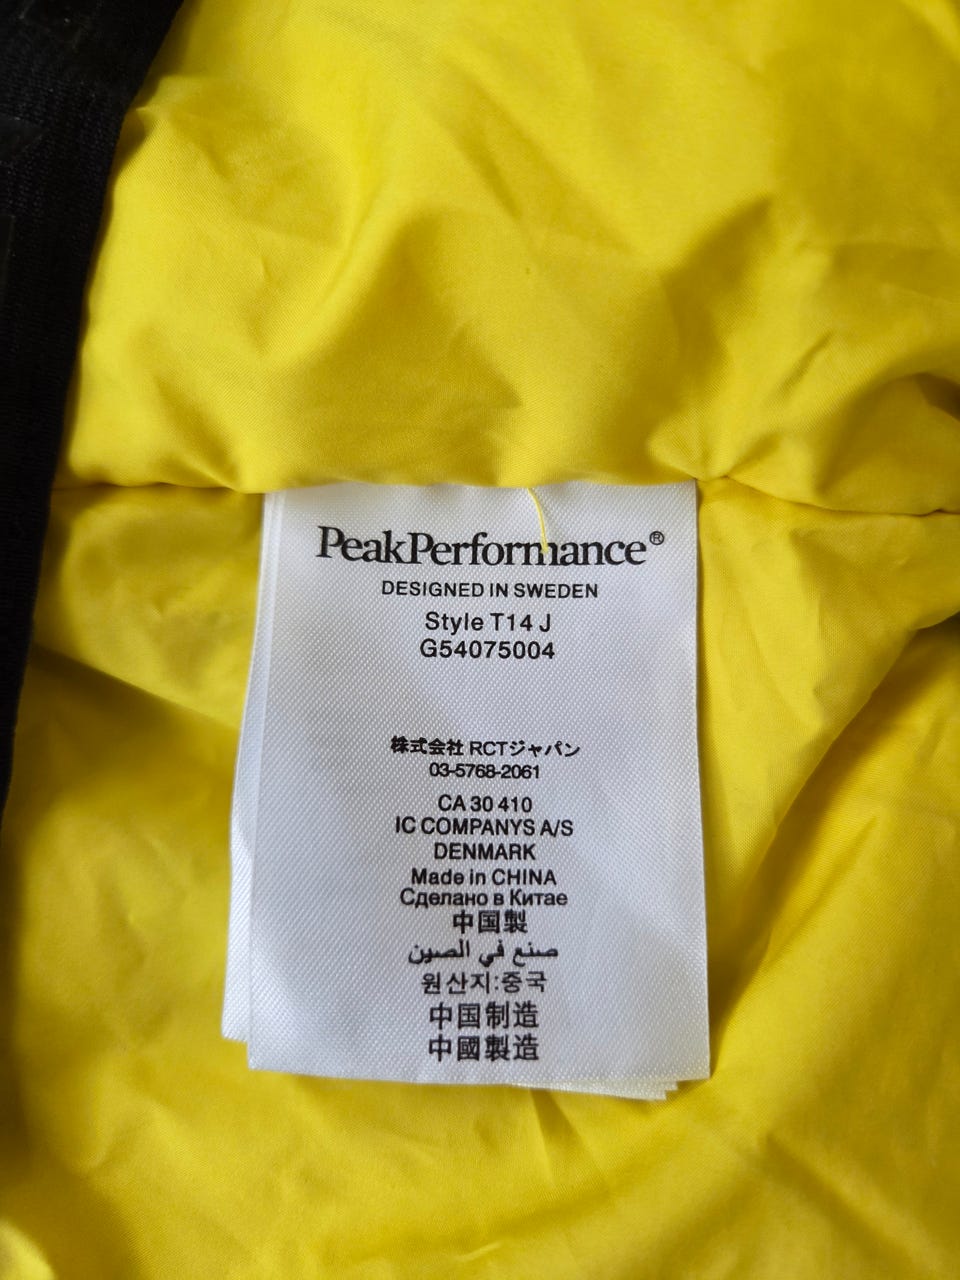 PeakPerformance®
DESIGNED IN SWEDEN
Style T14 J
G54075004
株式会社 RCTジャパン
03-5768-2061
CA 30 410
IC COMPANYS A/S
DENMARK
Made in CHINA
Сделано в Китае
中国製
صنع في الصين
원산지:중국
中国制造
中國製造